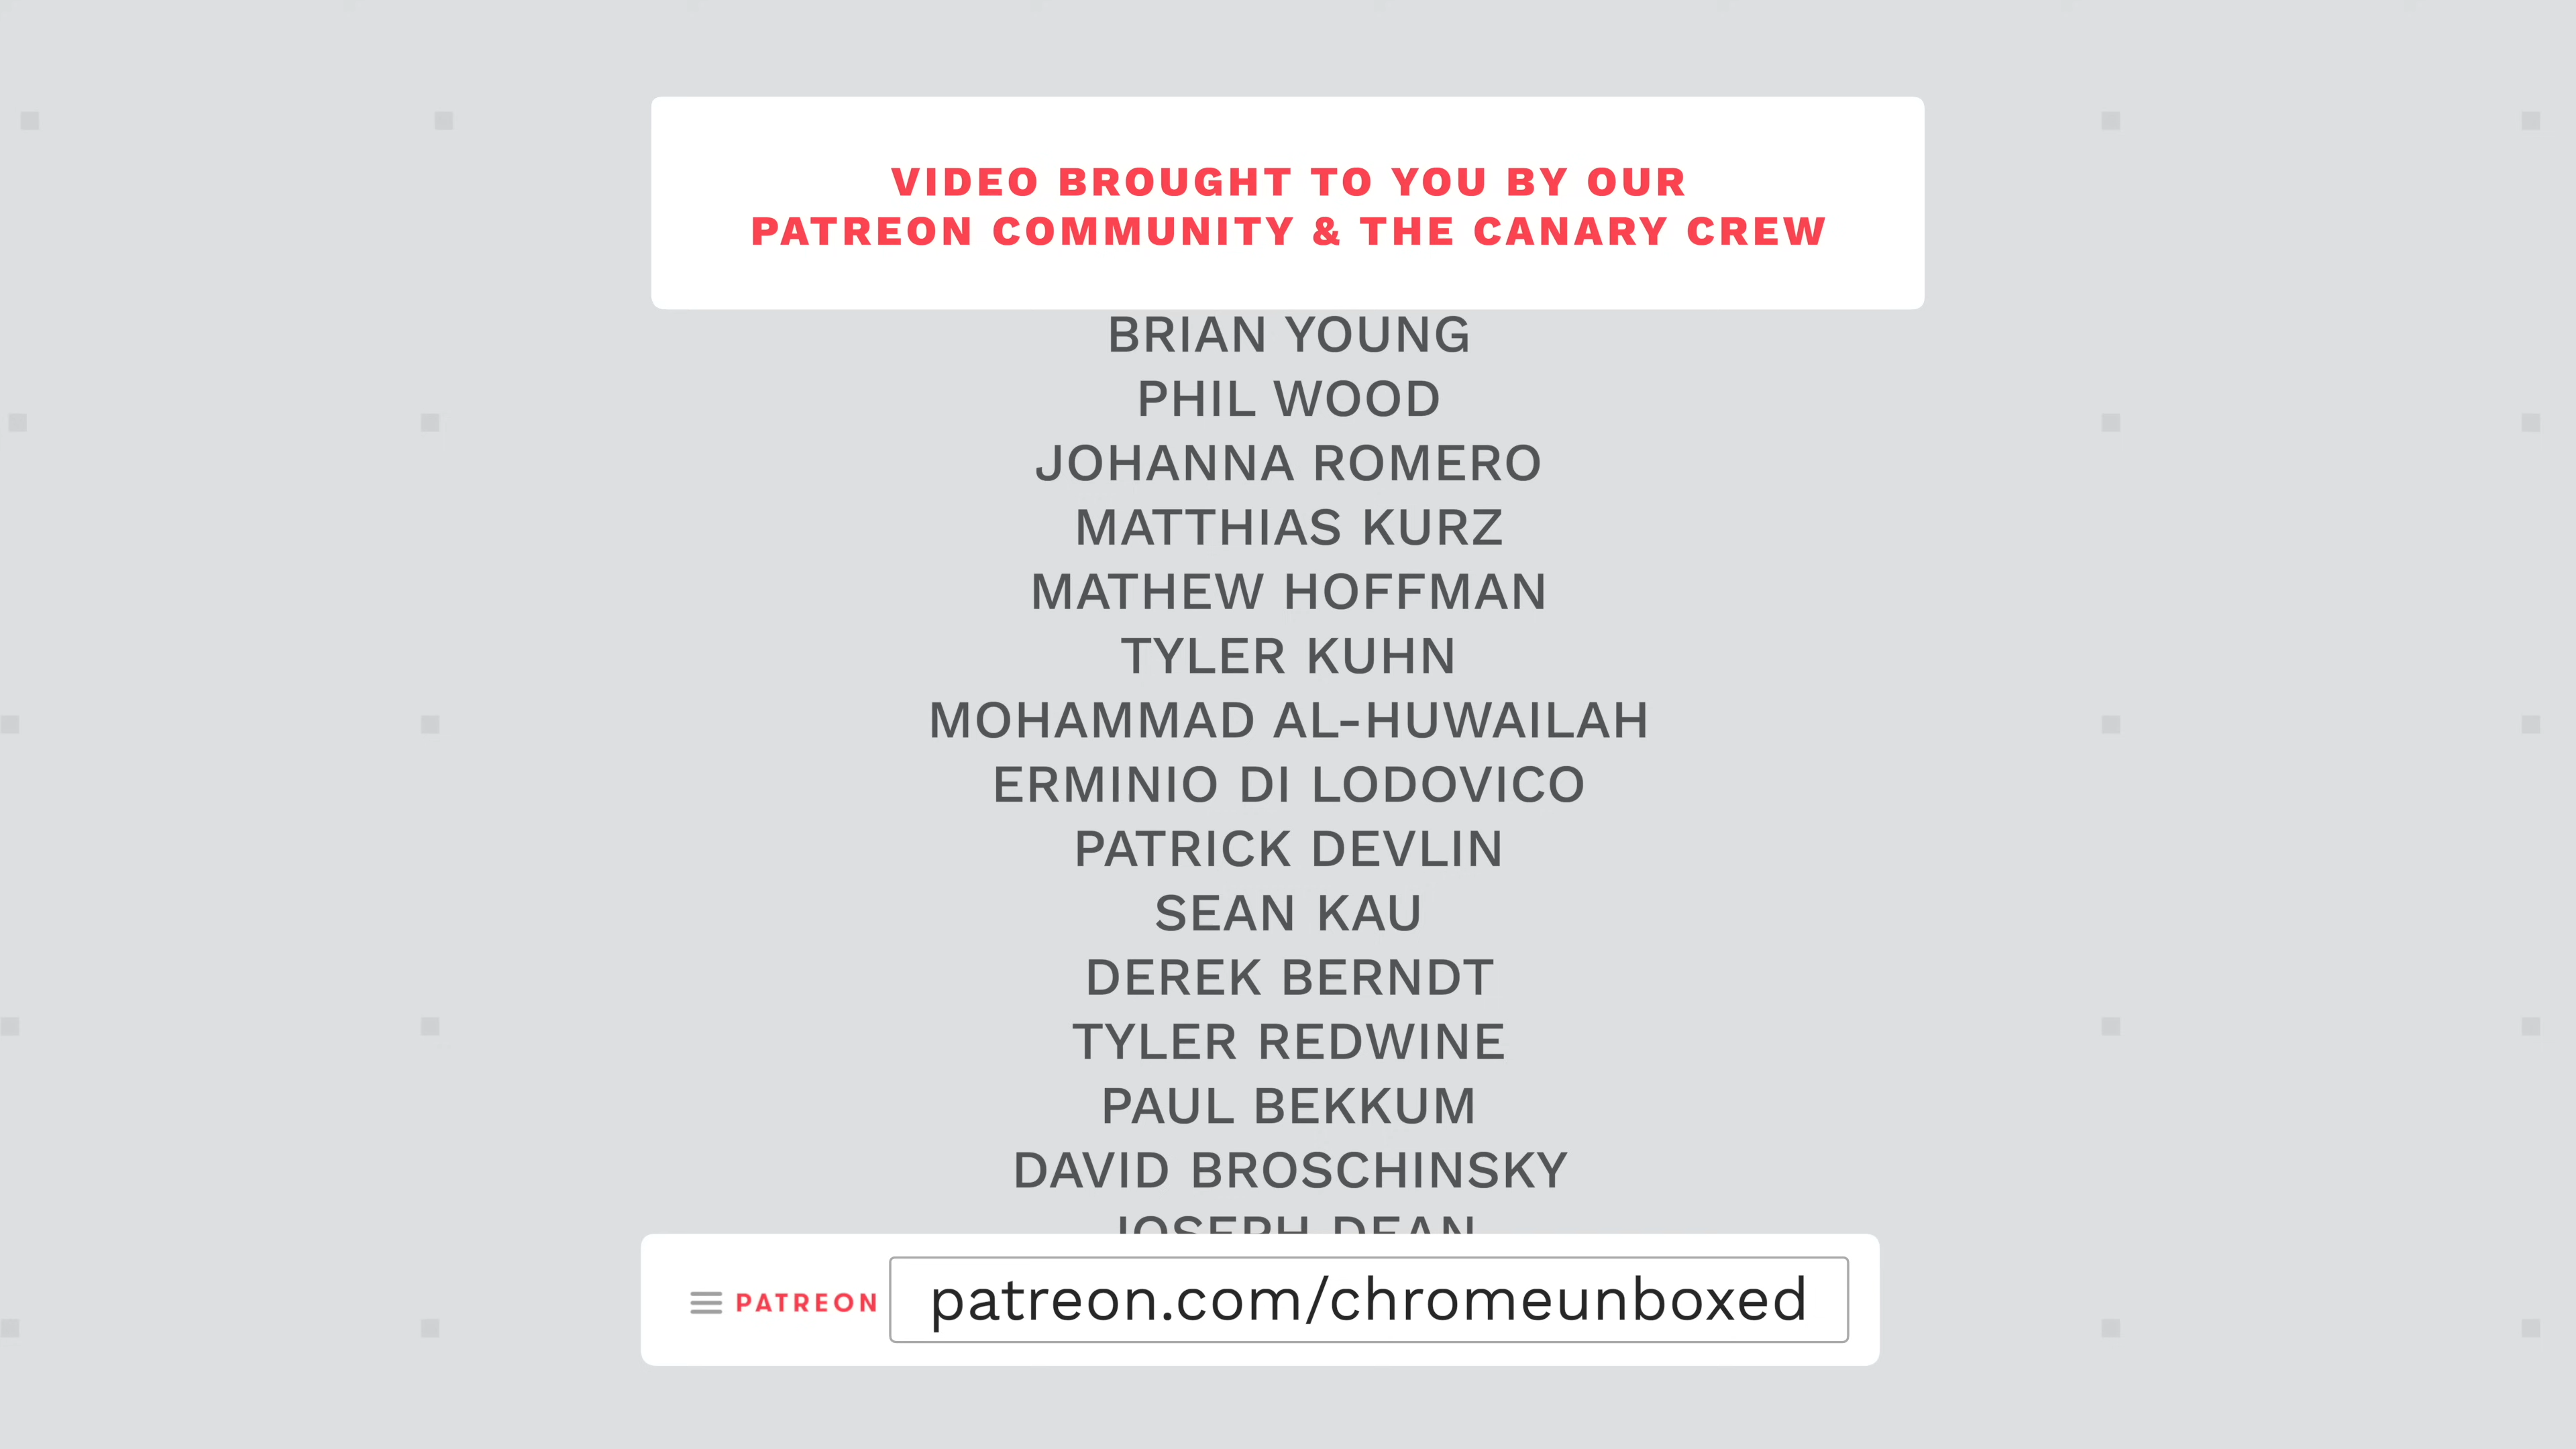 VIDEO BROUGHT TO YOU BY OUR
PATREON COMMUNITY & THE CANARY CREW
BRIAN YOUNG
PHIL WOOD
JOHANNA ROMERO
MATTHIAS KURZ
MATHEW HOFFMAN
TYLER KUHN
MOHAMMAD AL-HUWAILAH
ERMINIO DI LODOVICO
PATRICK DEVLIN
SEAN KAU
DEREK BERNDT
TYLER REDWINE
PAUL BEKKUM
DAVID BROSCHINSKY
JOSEPH DEAN
PATREON patreon.com/chromeunboxed